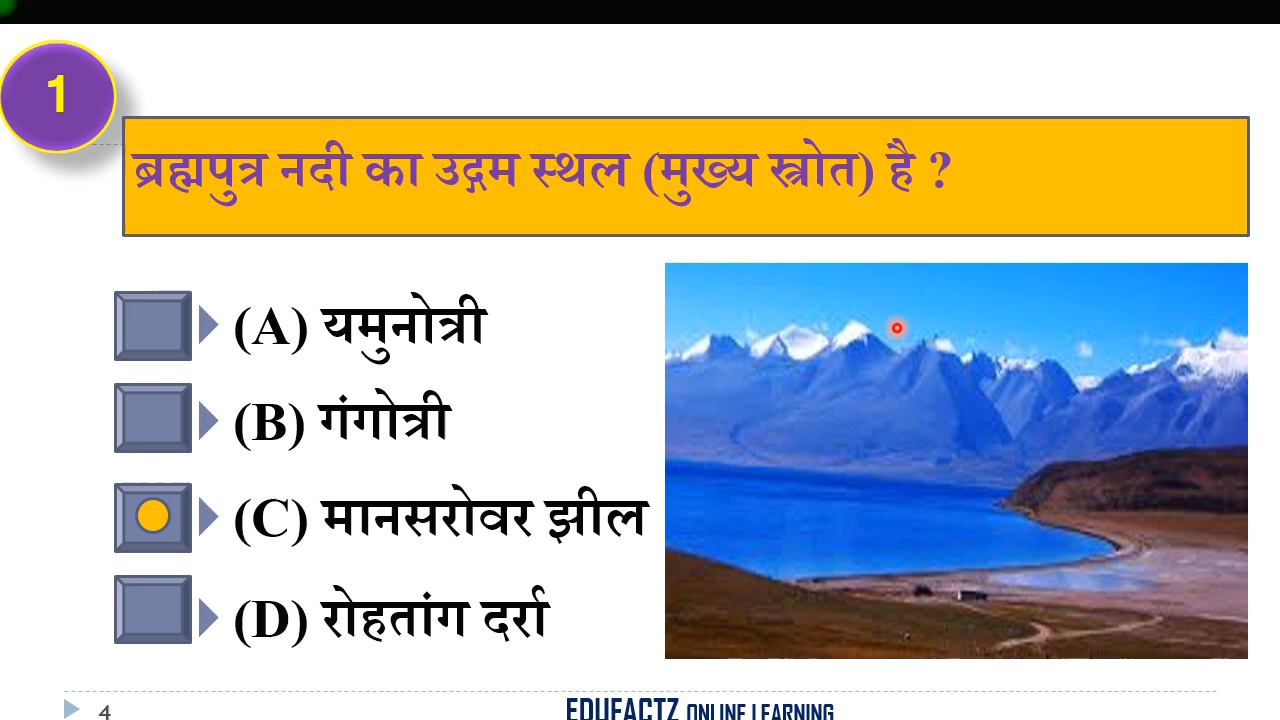 1
ब्रह्मपुत्र नदी का उद्गम स्थल (मुख्य स्त्रोत) है ?
(A) यमुनोत्री
(B) गंगोत्री
(C) मानसरोवर झील
(D) रोहतांग दर्रा
4
EDUFACTZ ONLINE LEARNING